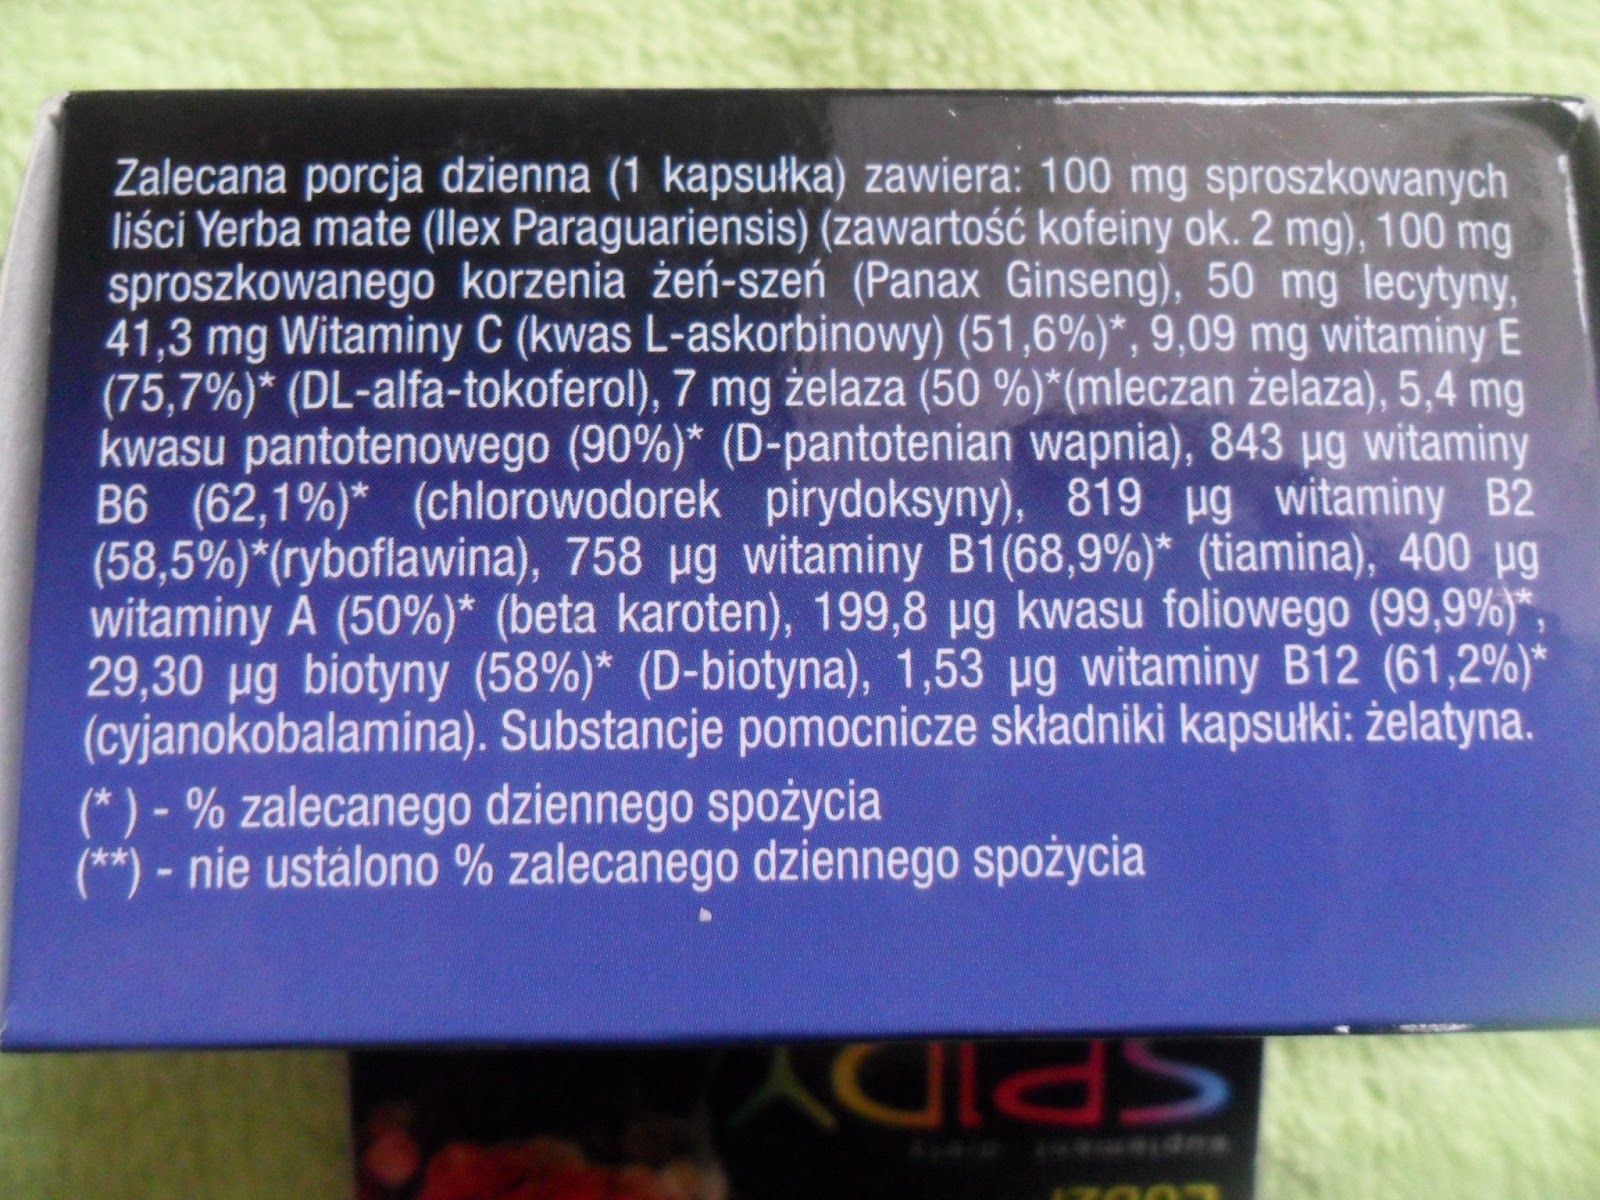 Zalecana porcja dzienna (1 kapsułka) zawiera: 100 mg sproszkowanych
liści Yerba mate (Ilex Paraguariensis) (zawartość kofeiny ok. 2 mg), 100 mg
sproszkowanego korzenia żeń-szeń (Panax Ginseng), 50 mg lecytyny,
41,3 mg Witaminy C (kwas L-askorbinowy) (51,6%)*, 9,09 mg witaminy E
(75,7%)* (DL-alfa-tokoferol), 7 mg żelaza (50 %)*(mleczan żelaza), 5,4 mg
kwasu pantotenowego (90%)* (D-pantotenian wapnia), 843 µg witaminy
B6 (62,1%)* (chlorowodorek pirydoksyny), 819 µg witaminy B2
(58,5%)*(ryboflawina), 758 µg witaminy B1(68,9%)* (tiamina), 400 µg
witaminy A (50%)* (beta karoten), 199,8 µg kwasu foliowego (99,9%)*,
29,30 µg biotyny (58%)* (D-biotyna), 1,53 µg witaminy B12 (61,2%)*
(cyjanokobalamina). Substancje pomocnicze składniki kapsułki: żelatyna.
(* ) - % zalecanego dziennego spożycia
(**) - nie ustalono % zalecanego dziennego spożycia
suplement diety